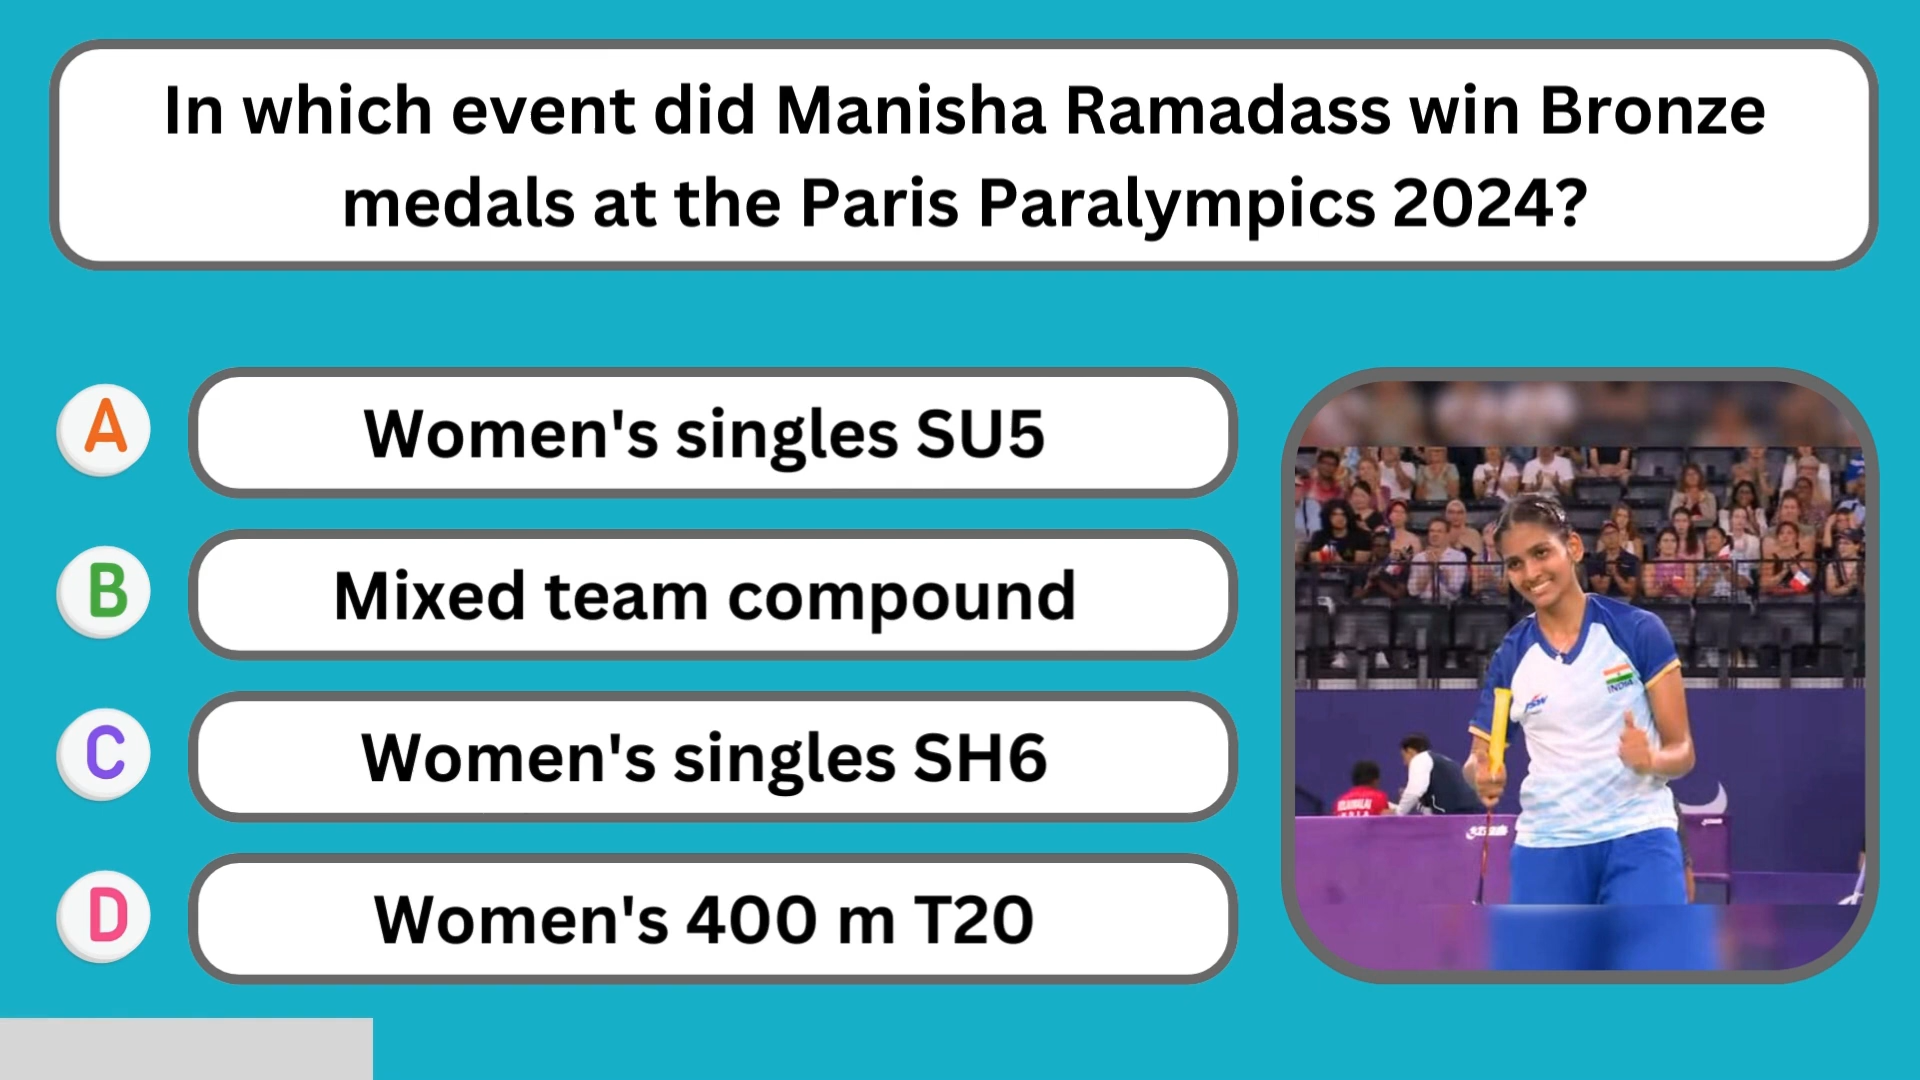 In which event did Manisha Ramadass win Bronze
medals at the Paris Paralympics 2024?
A
Women's singles SU5
B
Mixed team compound
C
Women's singles SH6
D
Women's 400 m T20
INDIA